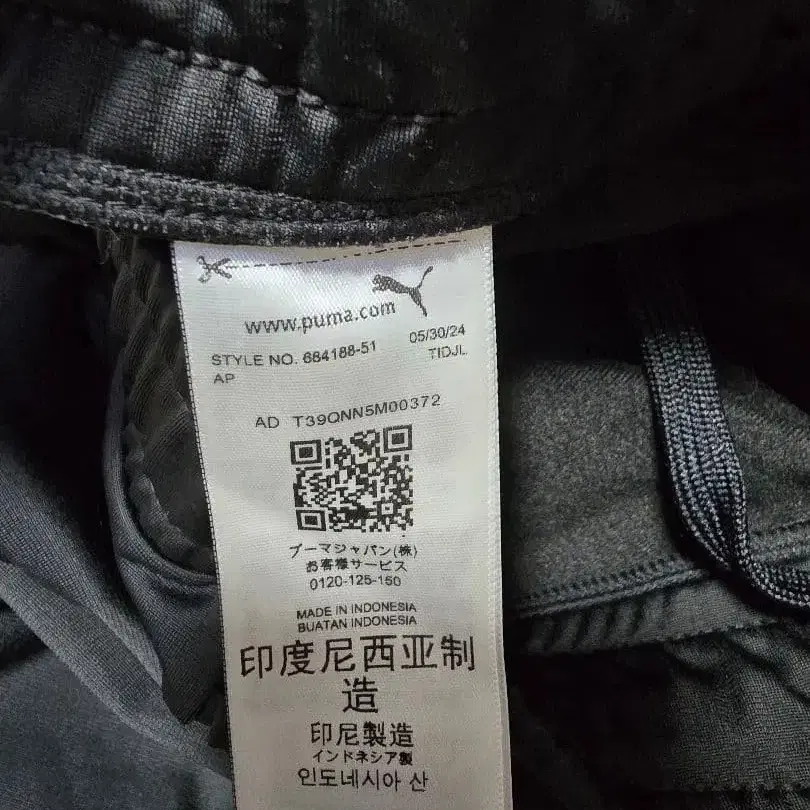 www.puma.com
STYLE NO. 684188-51 05/30/24
AP TIDJL
AD T39QNN5M00372
プーマジャパン(株)
お客様サービス
0120-125-150
MADE IN INDONESIA
BUATAN INDONESIA
印度尼西亚制
造
印尼製造
インドネシア製
인도네시아 산